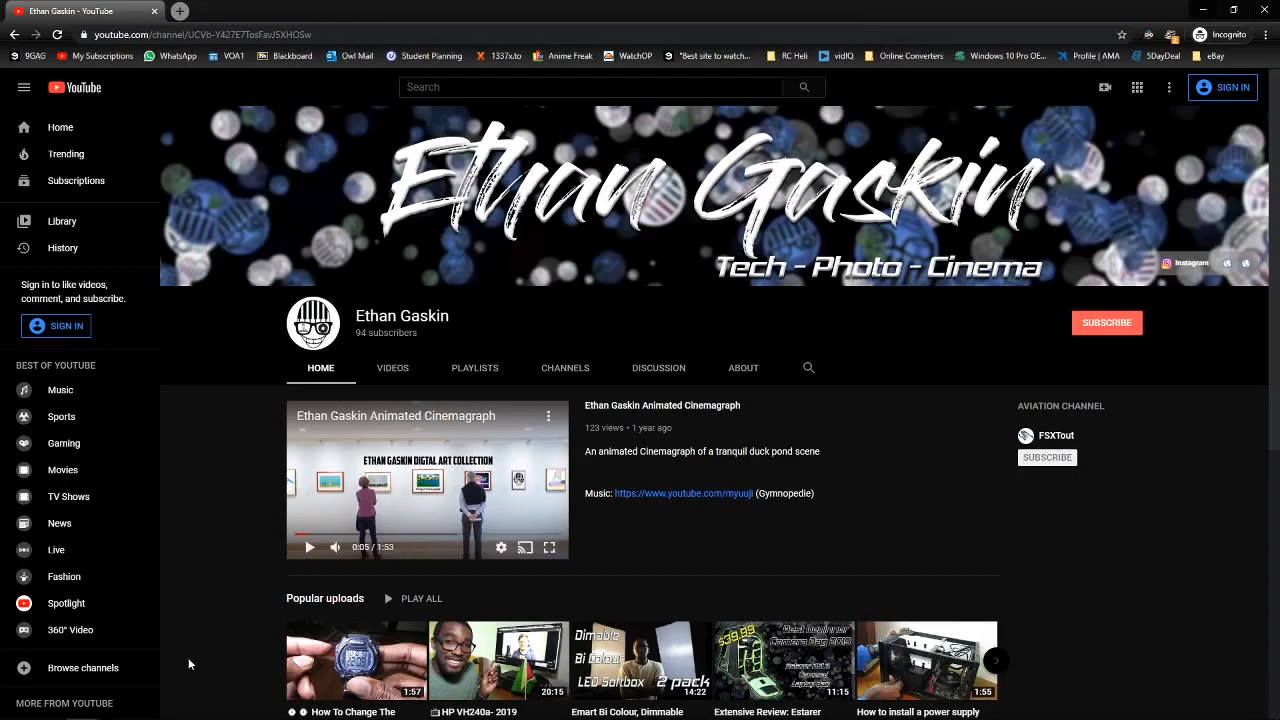 Ethan Gaskin - YouTube
youtube.com/channel/UCVb-Y427E7TosFavJ5XHOSw
Incognito
9GAG
My Subscriptions
WhatsApp
VOA1
Blackboard
Owl Mail
Student Planning
1337x.to
Anime Freak
WatchOP
"Best site to watch...
RC Heli
vidIQ
Online Converters
Windows 10 Pro OE...
Profile | AMA
5DayDeal
eBay
YouTube
Search
SIGN IN
Home
Trending
Subscriptions
Library
History
Sign in to like videos,
comment, and subscribe.
SIGN IN
BEST OF YOUTUBE
Music
Sports
Gaming
Movies
TV Shows
News
Live
Fashion
Spotlight
360° Video
Browse channels
MORE FROM YOUTUBE
Ethan Gaskin
Tech - Photo - Cinema
Instagram
Ethan Gaskin
94 subscribers
SUBSCRIBE
HOME
VIDEOS
PLAYLISTS
CHANNELS
DISCUSSION
ABOUT
Ethan Gaskin Animated Cinemagraph
ETHAN GASKIN DIGTAL ART COLLECTION
0:05 / 1:53
Ethan Gaskin Animated Cinemagraph
123 views • 1 year ago
An animated Cinemagraph of a tranquil duck pond scene
Music: https://www.youtube.com/myuuji (Gymnopedie)
AVIATION CHANNEL
FSXTout
SUBSCRIBE
Popular uploads
PLAY ALL
1:57
20:15
Dimable
Bi Colour
LED Softbox 2 pack
14:22
$39.99
Best Beginner
Camera Bag 2019
11:15
1:55
How To Change The
HP VH240a- 2019
Emart Bi Colour, Dimmable
Extensive Review: Estarer
How to install a power supply